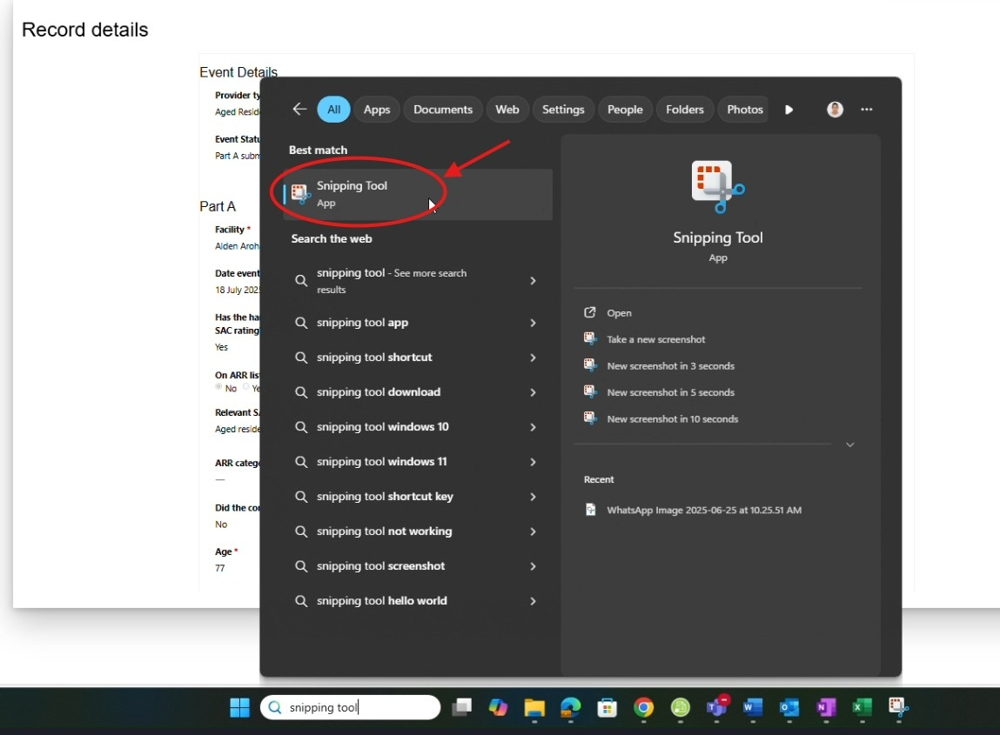 Record details
Event Details
Provider ty
Aged Resid
Event Statu
Part A subm
Part A
Facility *
Alden Aroh
Date event
18 July 202
Has the ha
SAC rating
Yes
On ARR lis
No Ye
Relevant S
Aged reside
ARR catego
—
Did the co
No
Age *
77
All
Apps
Documents
Web
Settings
People
Folders
Photos
Best match
Snipping Tool
App
Search the web
snipping tool - See more search
results
snipping tool app
snipping tool shortcut
snipping tool download
snipping tool windows 10
snipping tool windows 11
snipping tool shortcut key
snipping tool not working
snipping tool screenshot
snipping tool hello world
Snipping Tool
App
Open
Take a new screenshot
New screenshot in 3 seconds
New screenshot in 5 seconds
New screenshot in 10 seconds
Recent
WhatsApp Image 2025-06-25 at 10.25.51 AM
snipping tool